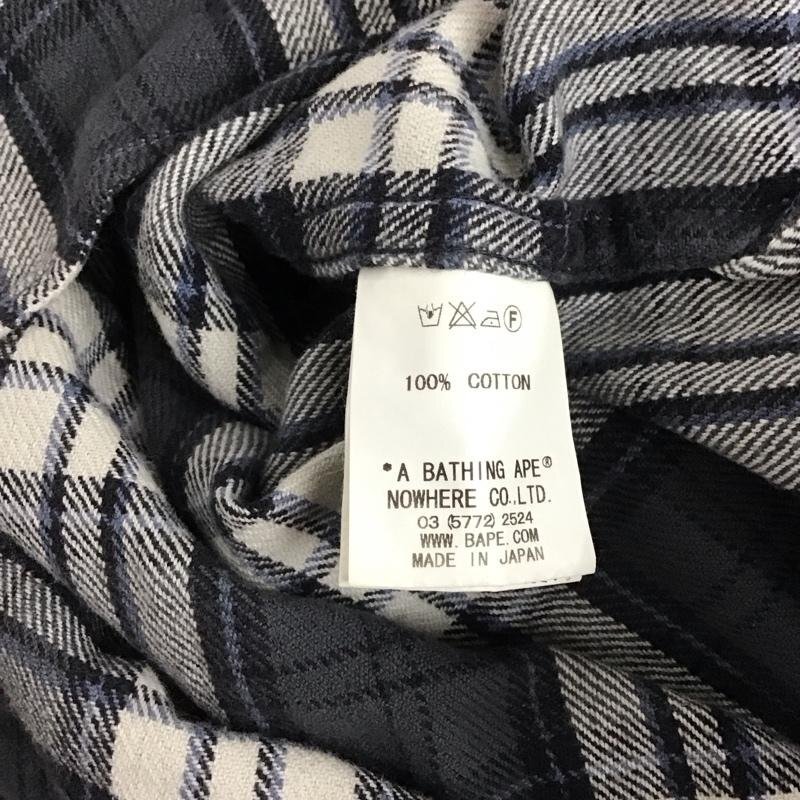 F
100% COTTON
*A BATHING APE®
NOWHERE CO.,LTD.
03 (5772) 2524
WWW. BAPE. COM
MADE IN JAPAN